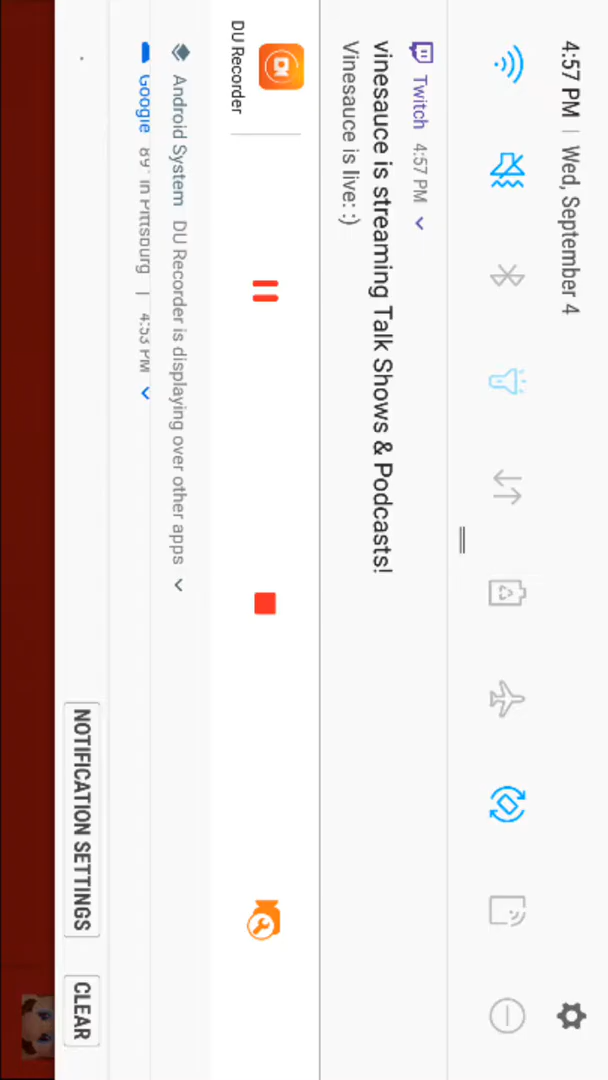 4:57 PM | Wed, September 4
Twitch 4:57 PM
vinesauce is streaming Talk Shows & Podcasts!
Vinesauce is live: :)
DU Recorder
Android System DU Recorder is displaying over other apps
Google 89° in Pittsburg | 4:53 PM
NOTIFICATION SETTINGS CLEAR